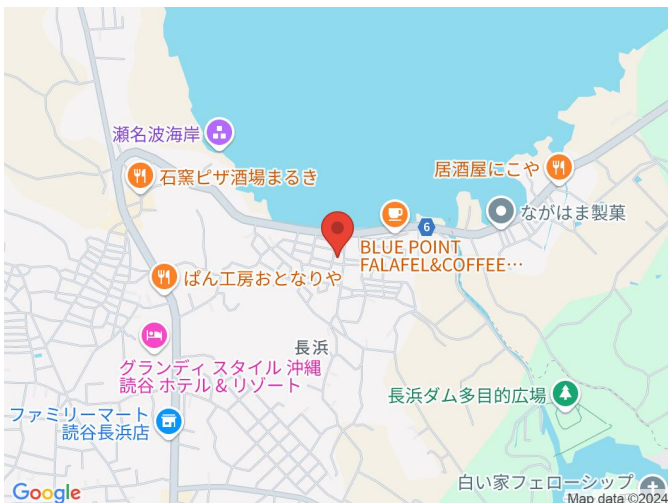 瀬名波海岸
石窯ピザ酒場まるき
居酒屋にこや
ながはま製菓
6
BLUE POINT
FALAFEL&COFFEE…
ぱん工房おとなりや
長浜
グランディ スタイル 沖縄
読谷 ホテル & リゾート
長浜ダム多目的広場
ファミリーマート
読谷長浜店
白い家フェローシップ
Google
Map data ©2024